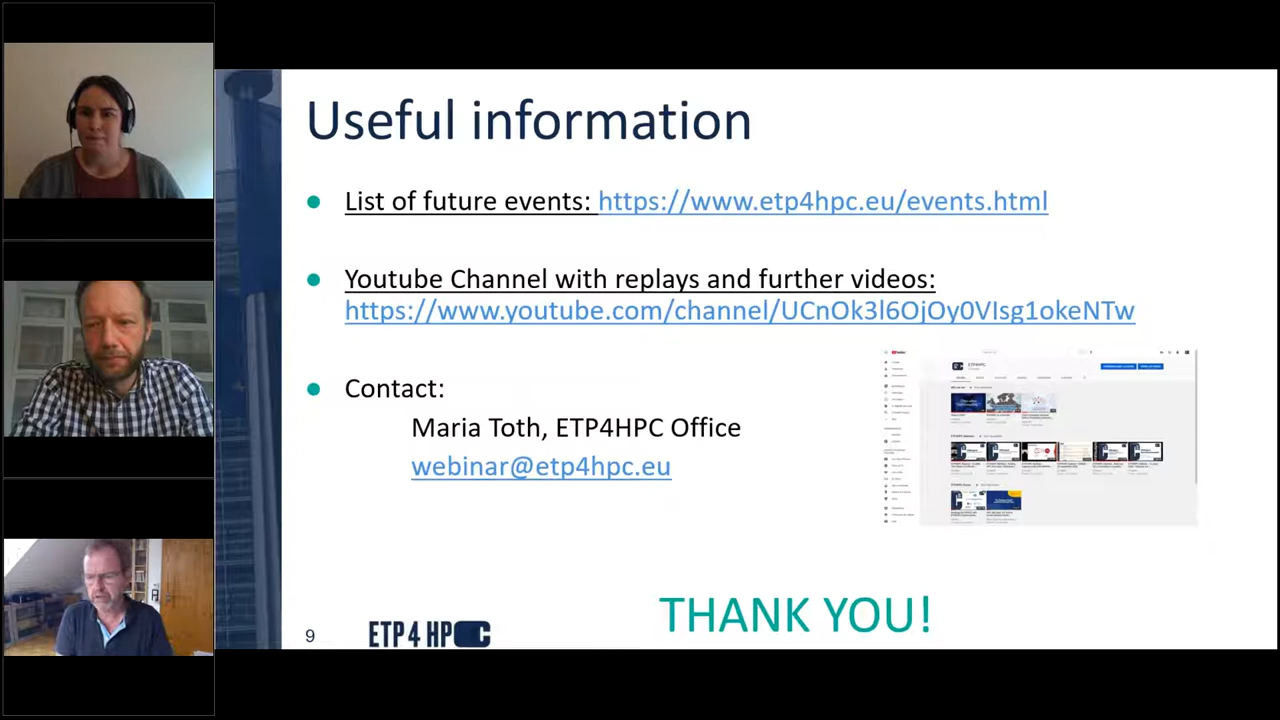 Useful information
List of future events: https://www.etp4hpc.eu/events.html
Youtube Channel with replays and further videos:
https://www.youtube.com/channel/UCnOk3l6OjOy0VIsg1okeNTw
Contact:
Maria Toth, ETP4HPC Office
webinar@etp4hpc.eu
THANK YOU!
9
ETP4HPC